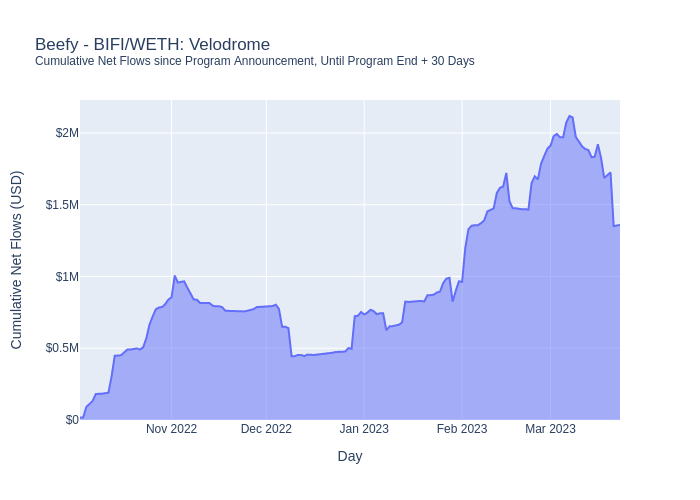 Beefy - BIFI/WETH: Velodrome
Cumulative Net Flows since Program Announcement, Until Program End + 30 Days
Cumulative Net Flows (USD)
$2M
$1.5M
$1M
$0.5M
$0
Nov 2022 Dec 2022 Jan 2023 Feb 2023 Mar 2023
Day